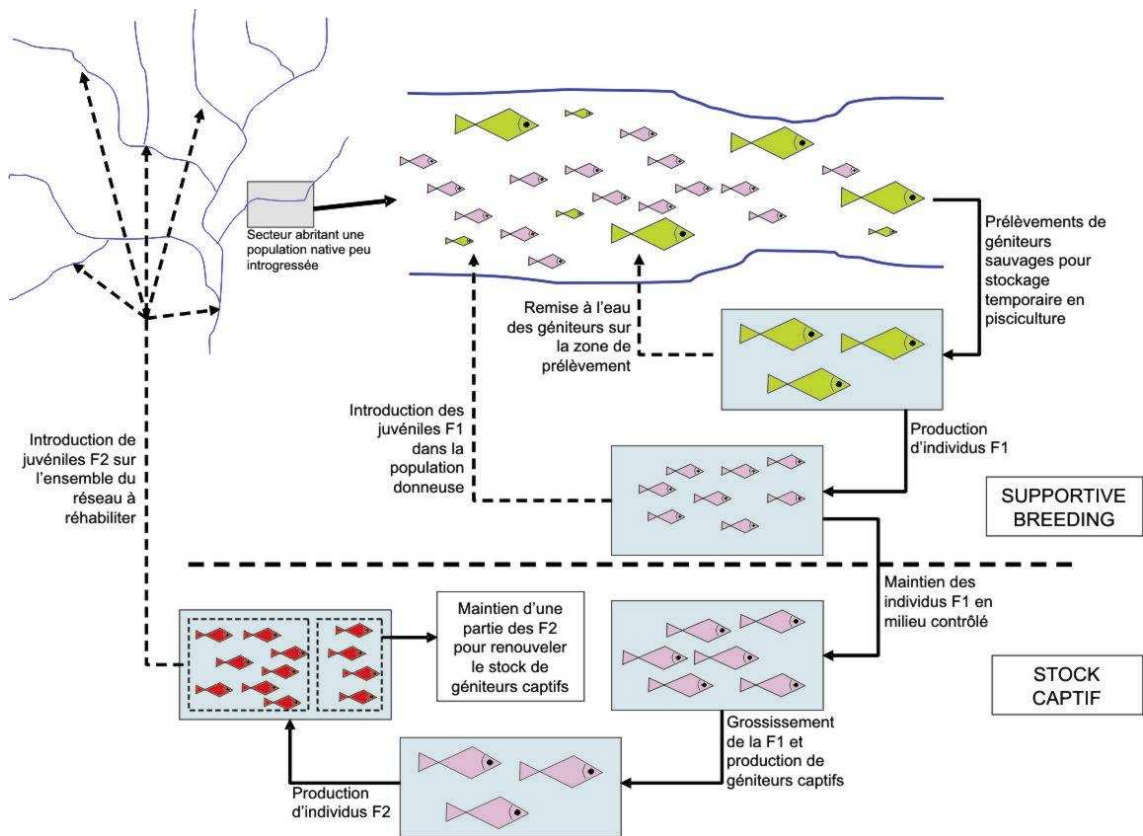 Secteur abritant une
population native peu
introgressée
Prélèvements de
géniteurs
sauvages pour
stockage
temporaire en
pisciculture
Remise à l'eau
des géniteurs sur
la zone de
prélèvement
Introduction des
juvéniles F1
dans la
population
donneuse
Production
d'individus F1
Introduction de
juvéniles F2 sur
l'ensemble du
réseau à
réhabiliter
SUPPORTIVE
BREEDING
Maintien des
individus F1 en
milieu contrôlé
Maintien d'une
partie des F2
pour renouveler
le stock de
géniteurs captifs
STOCK
CAPTIF
Grossissement
de la F1 et
production de
géniteurs captifs
Production
d'individus F2